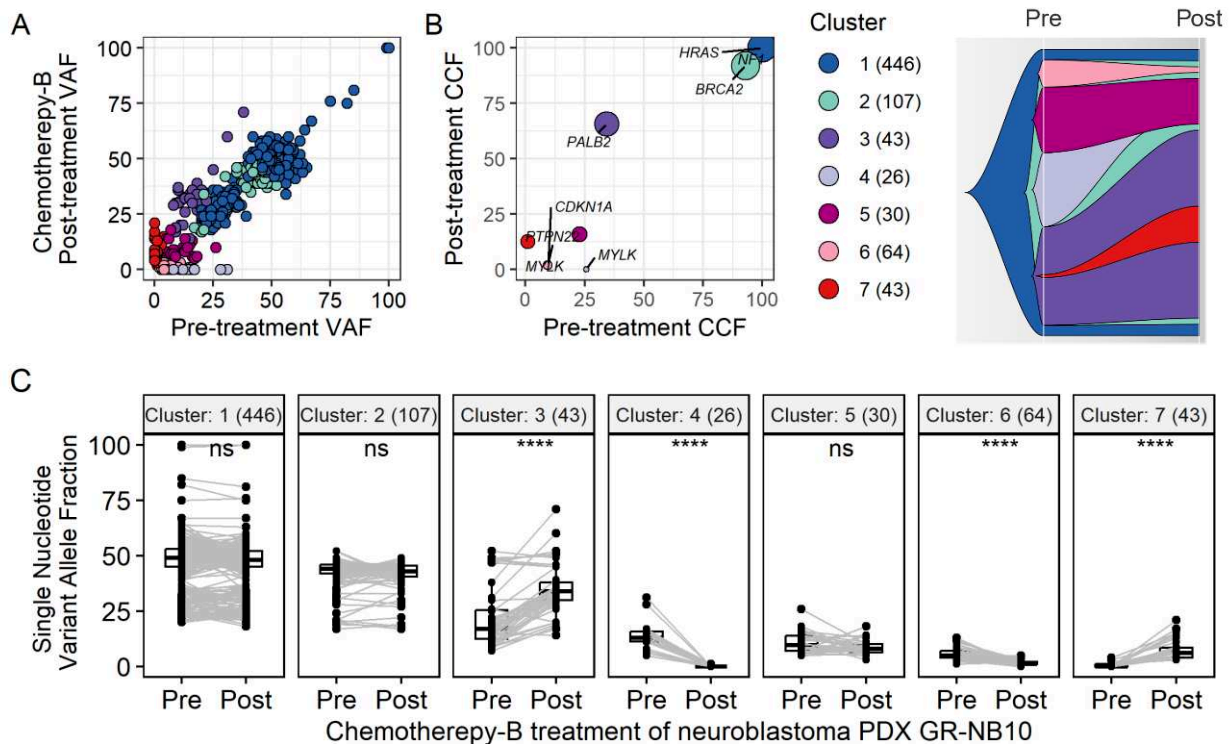 A
Chemotherepy-B
Post-treatment VAF
100
75
50
25
0
0 25 50 75 100
Pre-treatment VAF
B
Post-treatment CCF
100
75
50
25
0
HRAS
NF1
BRCA2
PALB2
CDKN1A
PTPN22
MYLK
MYLK
0 25 50 75 100
Pre-treatment CCF
Cluster
1 (446)
2 (107)
3 (43)
4 (26)
5 (30)
6 (64)
7 (43)
Pre Post
C
Single Nucleotide
Variant Allele Fraction
100
75
50
25
0
Cluster: 1 (446) Cluster: 2 (107) Cluster: 3 (43) Cluster: 4 (26) Cluster: 5 (30) Cluster: 6 (64) Cluster: 7 (43)
ns ns **** **** ns **** ****
Pre Post Pre Post Pre Post Pre Post Pre Post Pre Post Pre Post
Chemotherepy-B treatment of neuroblastoma PDX GR-NB10